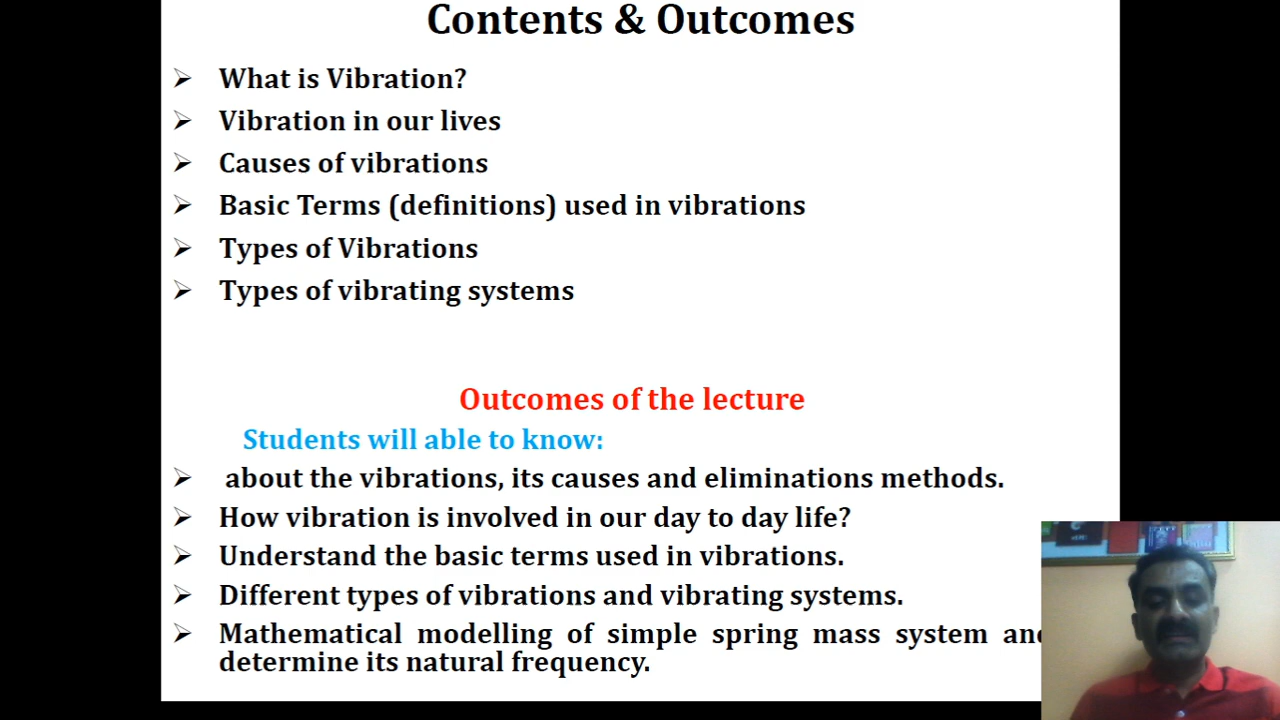 Contents & Outcomes
➢ What is Vibration?
➢ Vibration in our lives
➢ Causes of vibrations
➢ Basic Terms (definitions) used in vibrations
➢ Types of Vibrations
➢ Types of vibrating systems
Outcomes of the lecture
Students will able to know:
➢ about the vibrations, its causes and eliminations methods.
➢ How vibration is involved in our day to day life?
➢ Understand the basic terms used in vibrations.
➢ Different types of vibrations and vibrating systems.
➢ Mathematical modelling of simple spring mass system and
determine its natural frequency.